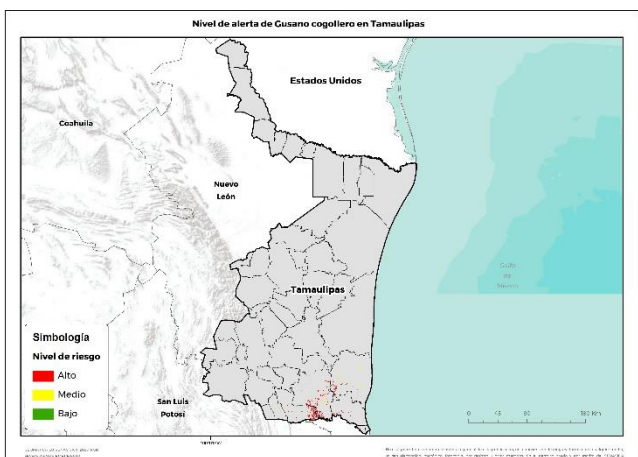 Nivel de alerta de Gusano cogollero en Tamaulipas
Estados Unidos
Coahuila
Nuevo
León
Golfo
de
México
Tamaulipas
Simbología
Nivel de riesgo
Alto
Medio
Bajo
San Luis
Potosí
0 45 90 180 Km